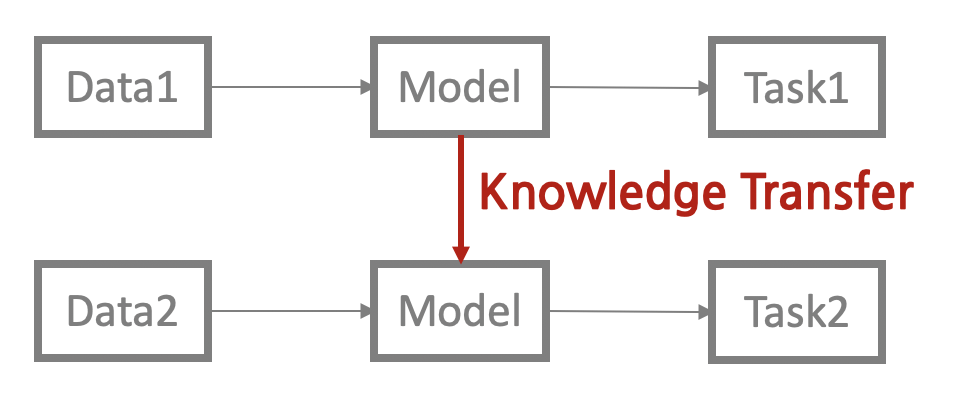 Data1
Model
Task1
Knowledge Transfer
Data2
Model
Task2